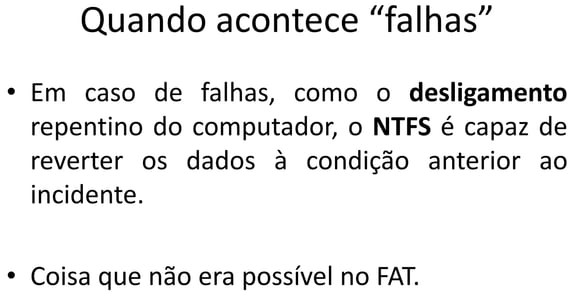 Quando acontece “falhas”
• Em caso de falhas, como o desligamento
repentino do computador, o NTFS é capaz de
reverter os dados à condição anterior ao
incidente.
• Coisa que não era possível no FAT.